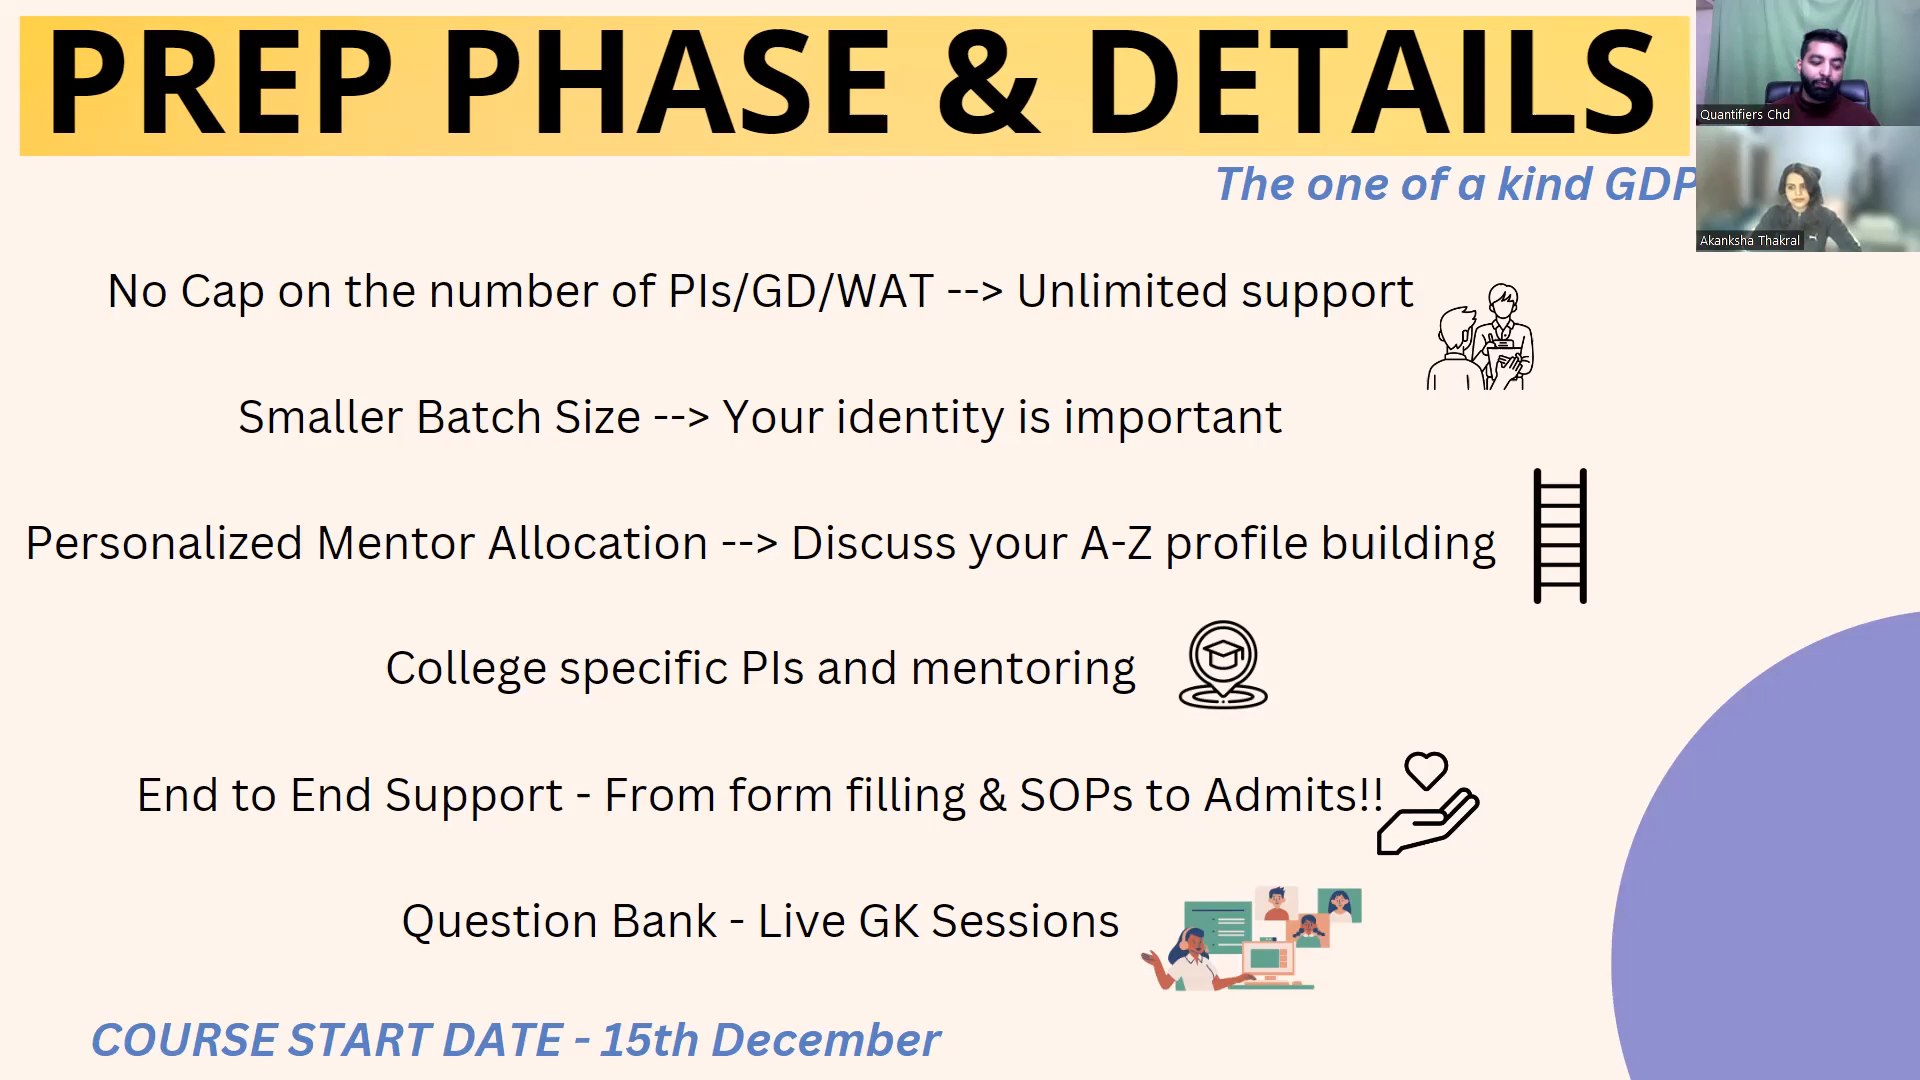 PREP PHASE & DETAILS
Quantifiers Chd
The one of a kind GDP
Akanksha Thakral
No Cap on the number of PIs/GD/WAT --> Unlimited support
Smaller Batch Size --> Your identity is important
Personalized Mentor Allocation --> Discuss your A-Z profile building
College specific PIs and mentoring
End to End Support - From form filling & SOPs to Admits!!
Question Bank - Live GK Sessions
COURSE START DATE - 15th December